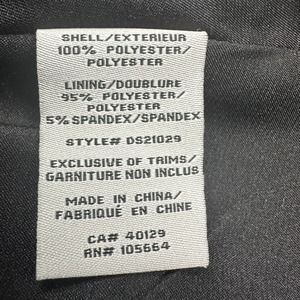 SHELL/EXTERIEUR
100% POLYESTER/
POLYESTER
LINING/DOUBLURE
95% POLYESTER/
POLYESTER
5% SPANDEX/SPANDEX
STYLE# DS21029
EXCLUSIVE OF TRIMS/
GARNITURE NON INCLUS
MADE IN CHINA/
FABRIQUÉ EN CHINE
CA# 40129
RN# 105664